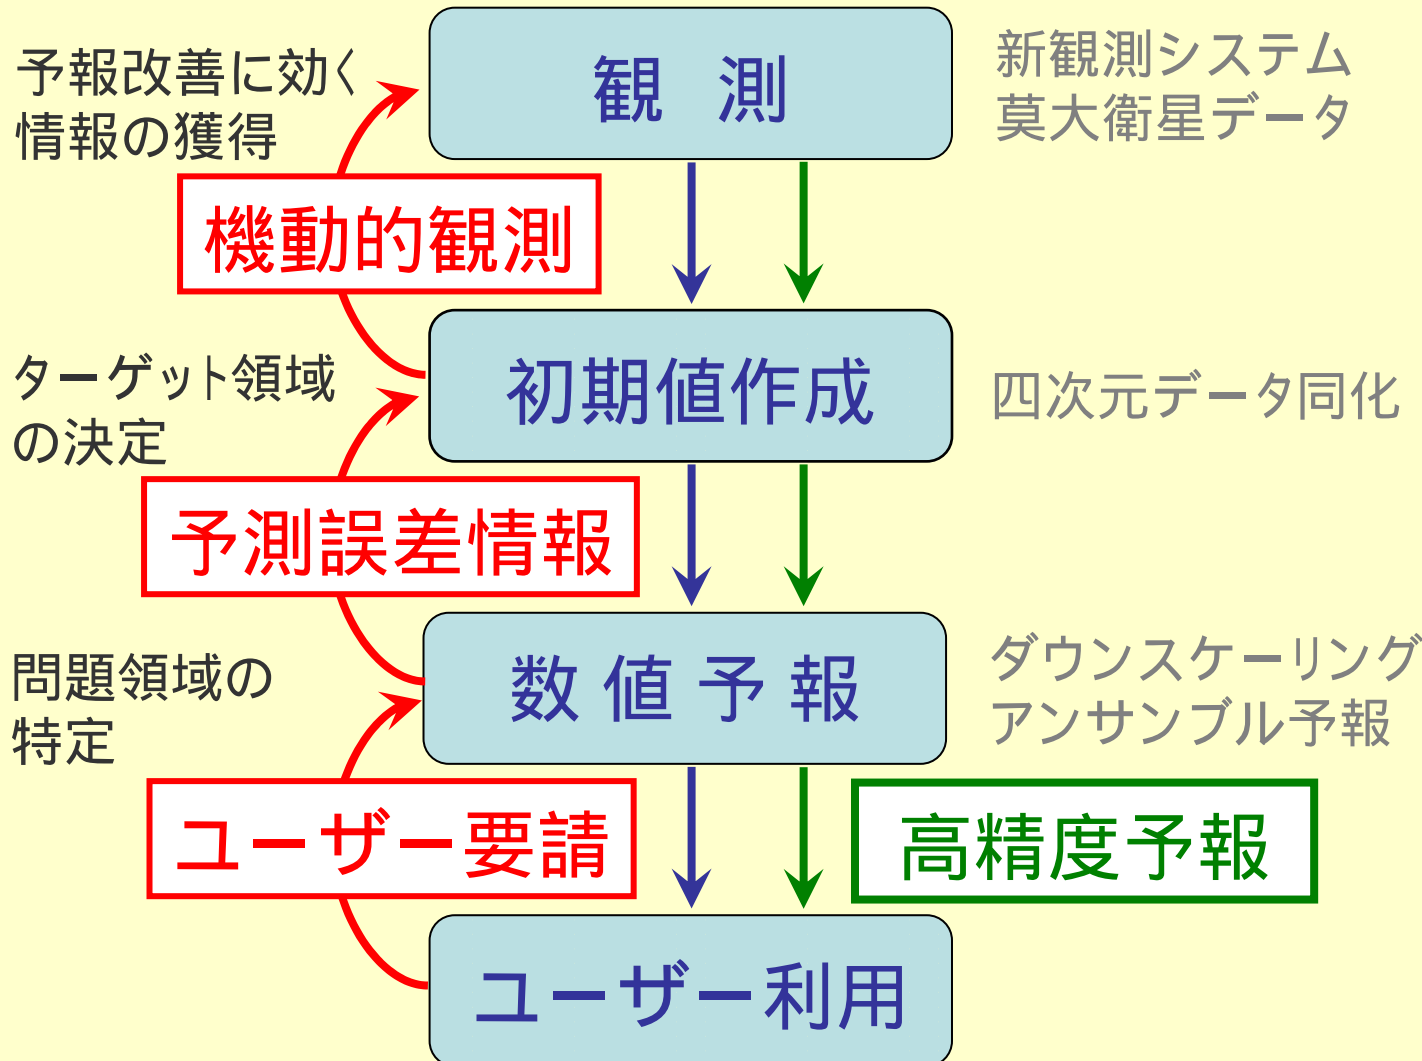 予報改善に効く
情報の獲得
観 測
新観測システム
莫大衛星データ
機動的観測
ターゲット領域
の決定
初期値作成
四次元データ同化
予測誤差情報
問題領域の
特定
数値予報
ダウンスケーリング
アンサンブル予報
ユーザー要請
高精度予報
ユーザー利用